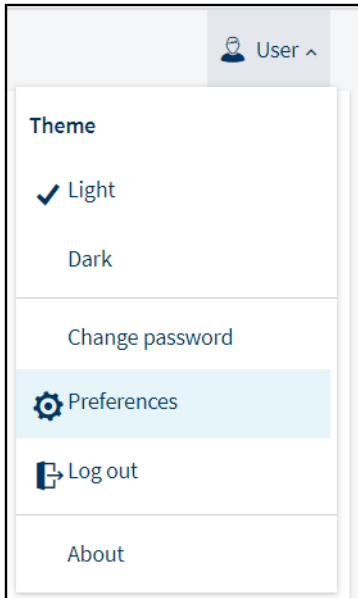 User
Theme
Light
Dark
Change password
Preferences
Log out
About